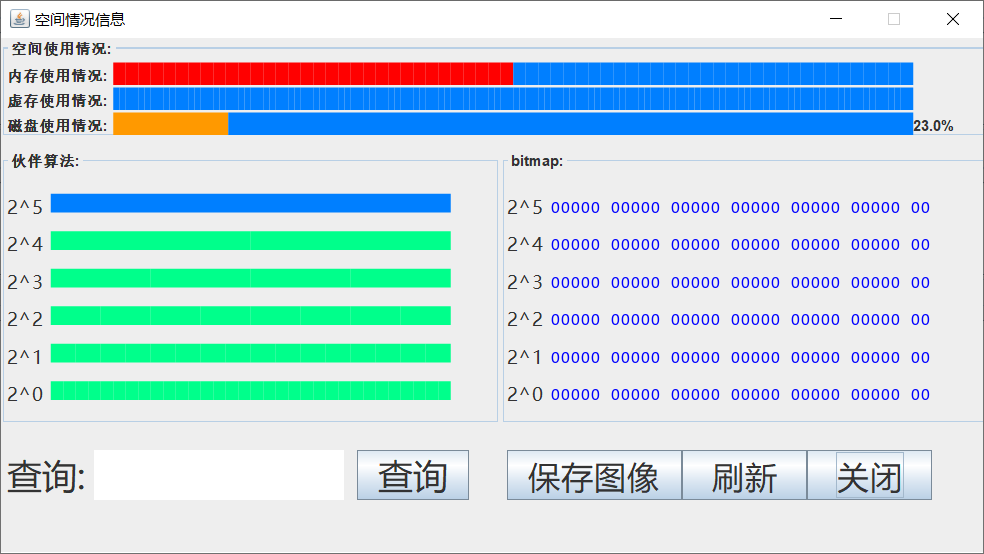 空间情况信息
空间使用情况:
内存使用情况:
虚存使用情况:
磁盘使用情况: 23.0%
伙伴算法:
2^5
2^4
2^3
2^2
2^1
2^0
bitmap:
2^5 00000 00000 00000 00000 00000 00000 00
2^4 00000 00000 00000 00000 00000 00000 00
2^3 00000 00000 00000 00000 00000 00000 00
2^2 00000 00000 00000 00000 00000 00000 00
2^1 00000 00000 00000 00000 00000 00000 00
2^0 00000 00000 00000 00000 00000 00000 00
查询: 查询 保存图像 刷新 关闭